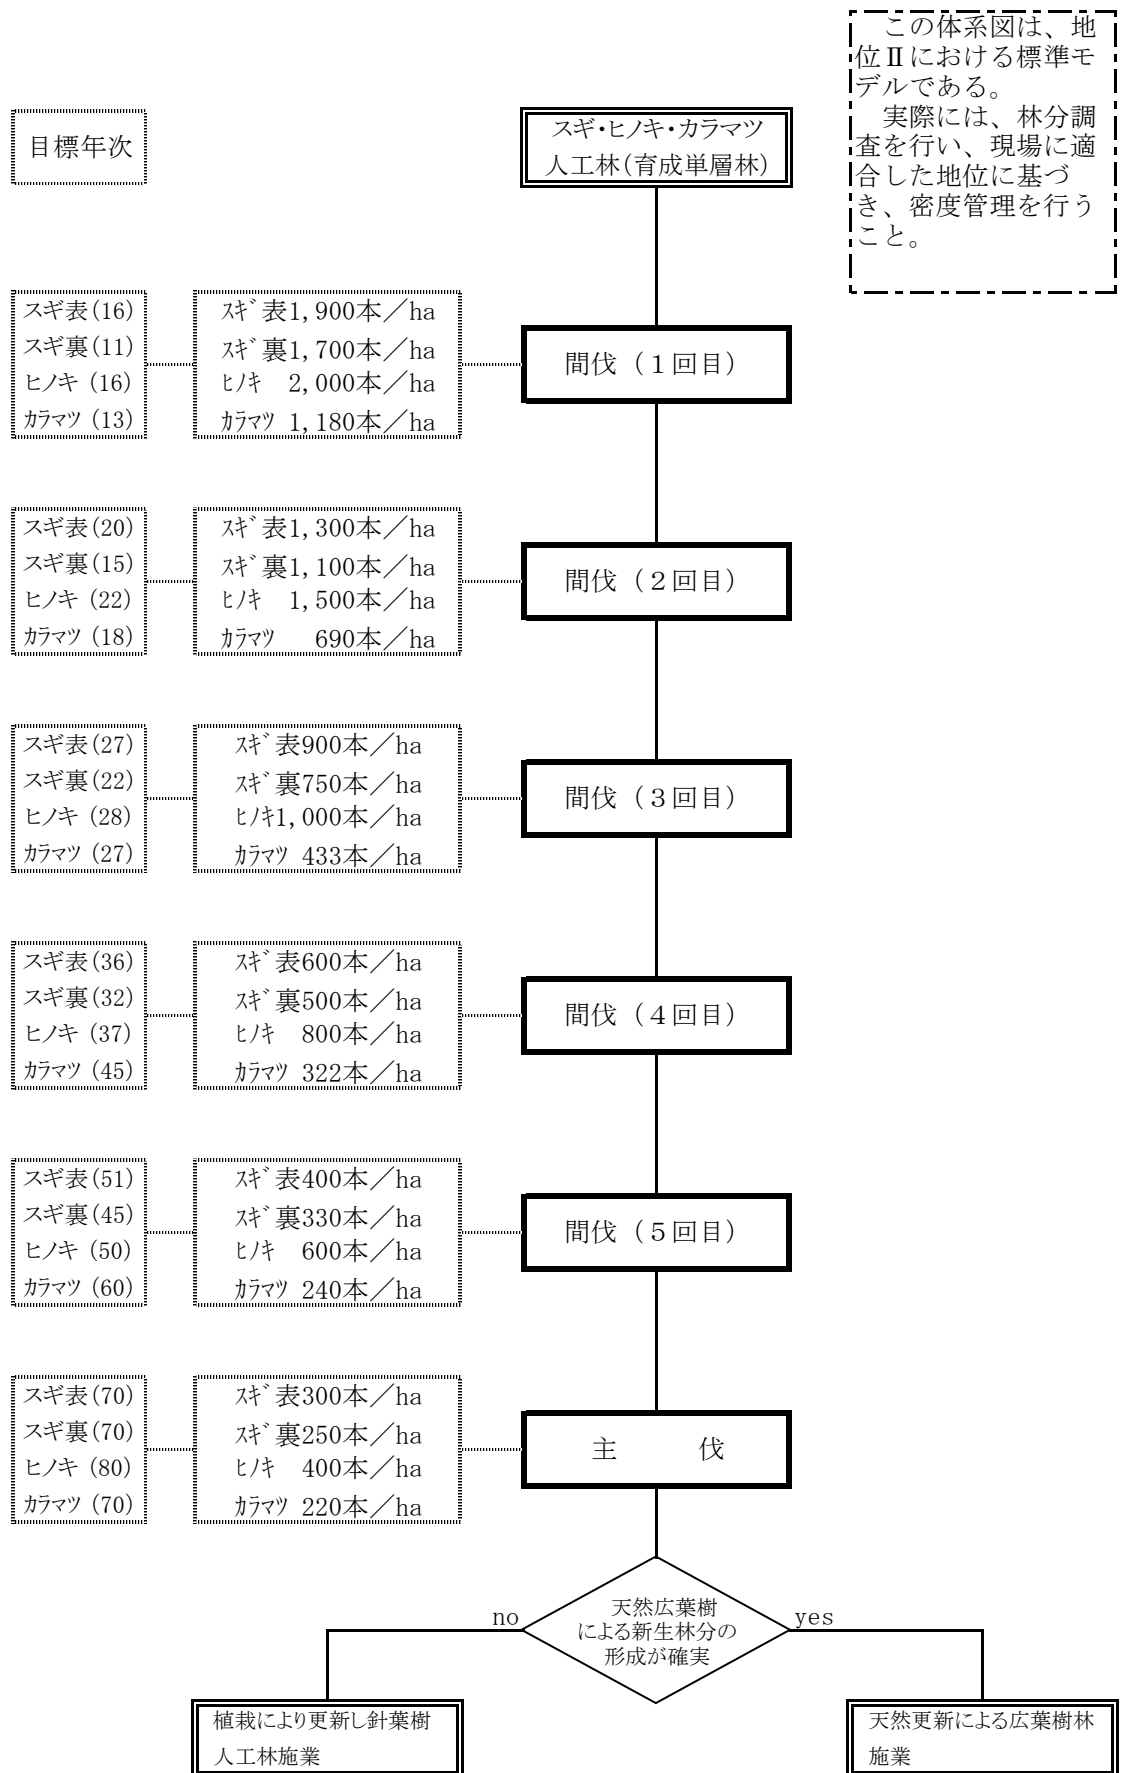 この体系図は、地
位Ⅱにおける標準モ
デルである。
実際には、林分調
査を行い、現場に適
合した地位に基づ
き、密度管理を行う
こと。
目標年次
スギ・ヒノキ・カラマツ
人工林(育成単層林)
スギ表(16)
スギ裏(11)
ヒノキ (16)
ｶﾗﾏﾂ (13)
ｽｷﾞ表1,900本／ha
ｽｷﾞ裏1,700本／ha
ﾋﾉｷ 2,000本／ha
ｶﾗﾏﾂ 1,180本／ha
間伐（１回目）
スギ表(20)
スギ裏(15)
ヒノキ (22)
ｶﾗﾏﾂ (18)
ｽｷﾞ表1,300本／ha
ｽｷﾞ裏1,100本／ha
ﾋﾉｷ 1,500本／ha
ｶﾗﾏﾂ 690本／ha
間伐（２回目）
スギ表(27)
スギ裏(22)
ヒノキ (28)
ｶﾗﾏﾂ (27)
ｽｷﾞ表900本／ha
ｽｷﾞ裏750本／ha
ﾋﾉｷ1,000本／ha
ｶﾗﾏﾂ 433本／ha
間伐（３回目）
スギ表(36)
スギ裏(32)
ヒノキ (37)
ｶﾗﾏﾂ (45)
ｽｷﾞ表600本／ha
ｽｷﾞ裏500本／ha
ﾋﾉｷ 800本／ha
ｶﾗﾏﾂ 322本／ha
間伐（４回目）
スギ表(51)
スギ裏(45)
ヒノキ (50)
ｶﾗﾏﾂ (60)
ｽｷﾞ表400本／ha
ｽｷﾞ裏330本／ha
ﾋﾉｷ 600本／ha
ｶﾗﾏﾂ 240本／ha
間伐（５回目）
スギ表(70)
スギ裏(70)
ヒノキ (80)
ｶﾗﾏﾂ (70)
ｽｷﾞ表300本／ha
ｽｷﾞ裏250本／ha
ﾋﾉｷ 400本／ha
ｶﾗﾏﾂ 220本／ha
主　　伐
天然広葉樹
による新生林分の
形成が確実
no
yes
植栽により更新し針葉樹
人工林施業
天然更新による広葉樹林
施業